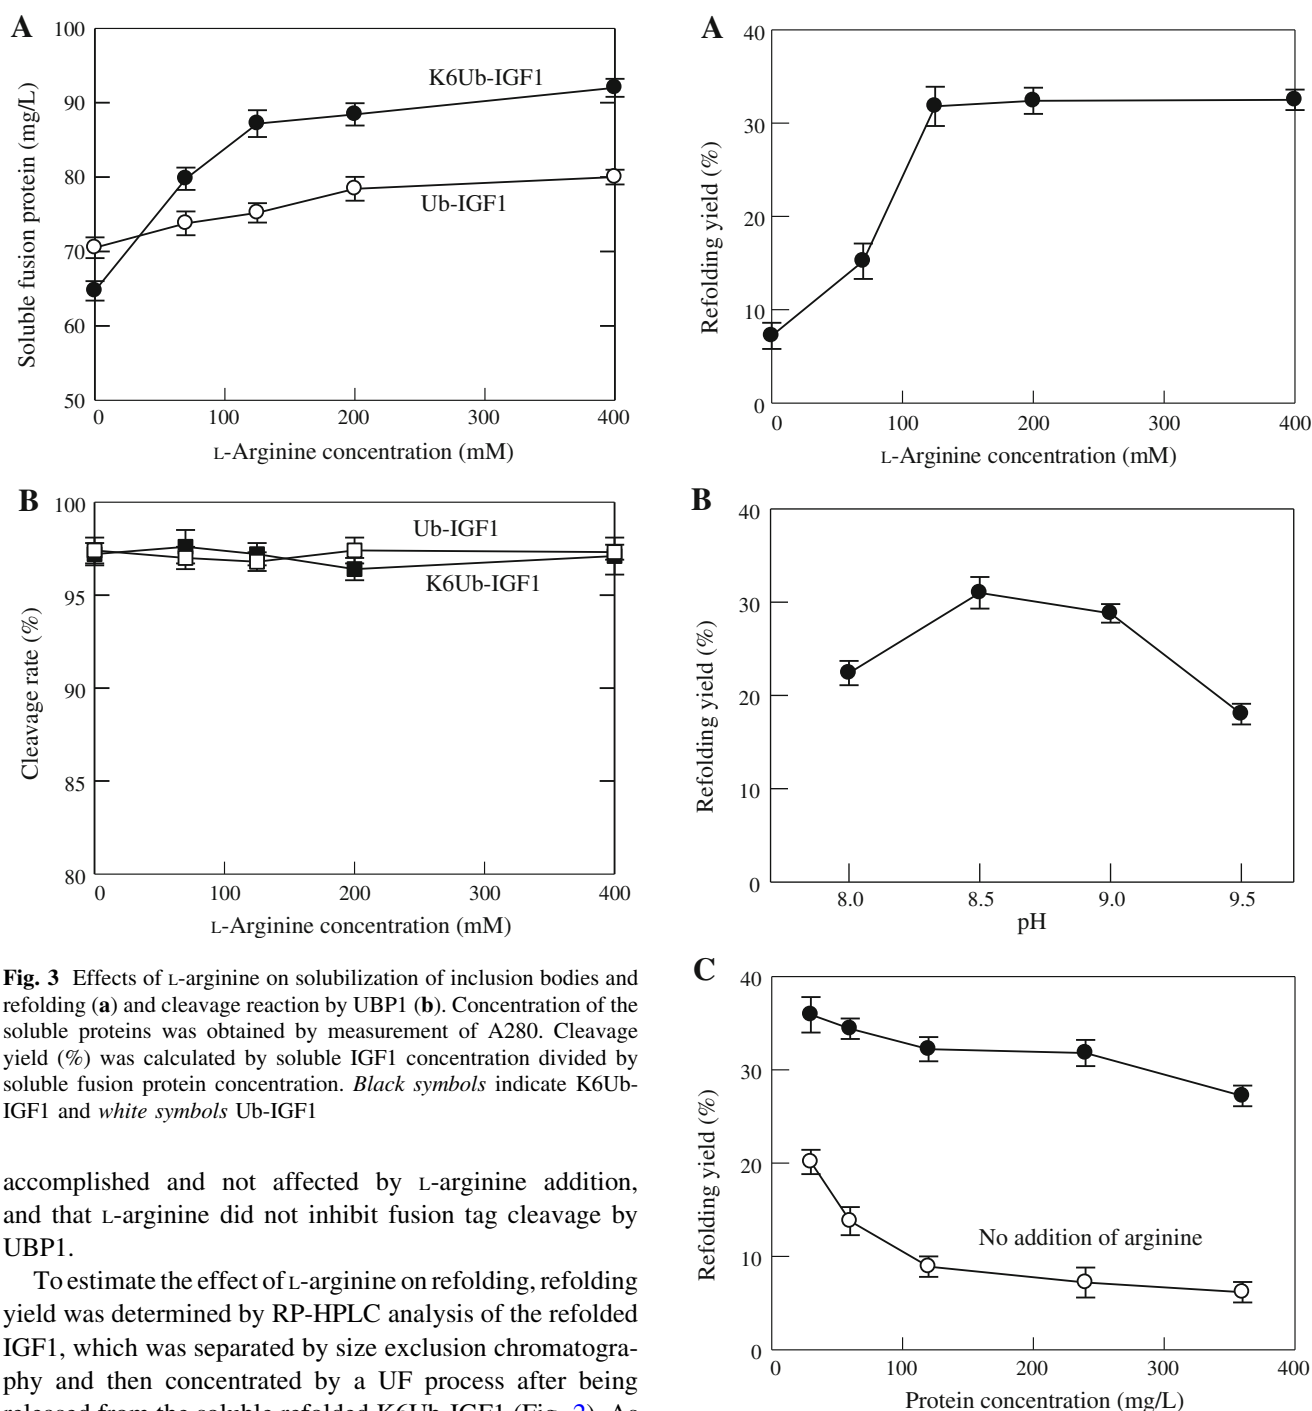 A
100
90
80
70
60
50
Soluble fusion protein (mg/L)
K6Ub-IGF1
Ub-IGF1
0 100 200 300 400
L-Arginine concentration (mM)
B
100
95
90
85
80
Cleavage rate (%)
Ub-IGF1
K6Ub-IGF1
0 100 200 300 400
L-Arginine concentration (mM)
Fig. 3 Effects of L-arginine on solubilization of inclusion bodies and
refolding (a) and cleavage reaction by UBP1 (b). Concentration of the
soluble proteins was obtained by measurement of A280. Cleavage
yield (%) was calculated by soluble IGF1 concentration divided by
soluble fusion protein concentration. Black symbols indicate K6Ub-
IGF1 and white symbols Ub-IGF1
accomplished and not affected by L-arginine addition,
and that L-arginine did not inhibit fusion tag cleavage by
UBP1.
To estimate the effect of L-arginine on refolding, refolding
yield was determined by RP-HPLC analysis of the refolded
IGF1, which was separated by size exclusion chromatogra-
phy and then concentrated by a UF process after being
released from the soluble refolded K6Ub-IGF1 (Fig. 2). As
A
40
30
20
10
0
Refolding yield (%)
0 100 200 300 400
L-Arginine concentration (mM)
B
40
30
20
10
0
Refolding yield (%)
8.0 8.5 9.0 9.5
pH
C
40
30
20
10
0
Refolding yield (%)
No addition of arginine
0 100 200 300 400
Protein concentration (mg/L)